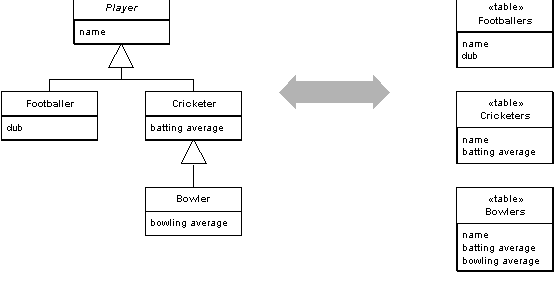 Player
name
Footballer
club
Cricketer
batting average
Bowler
bowling average
«table»
Footballers
name
club
«table»
Cricketers
name
batting average
«table»
Bowlers
name
batting average
bowling average